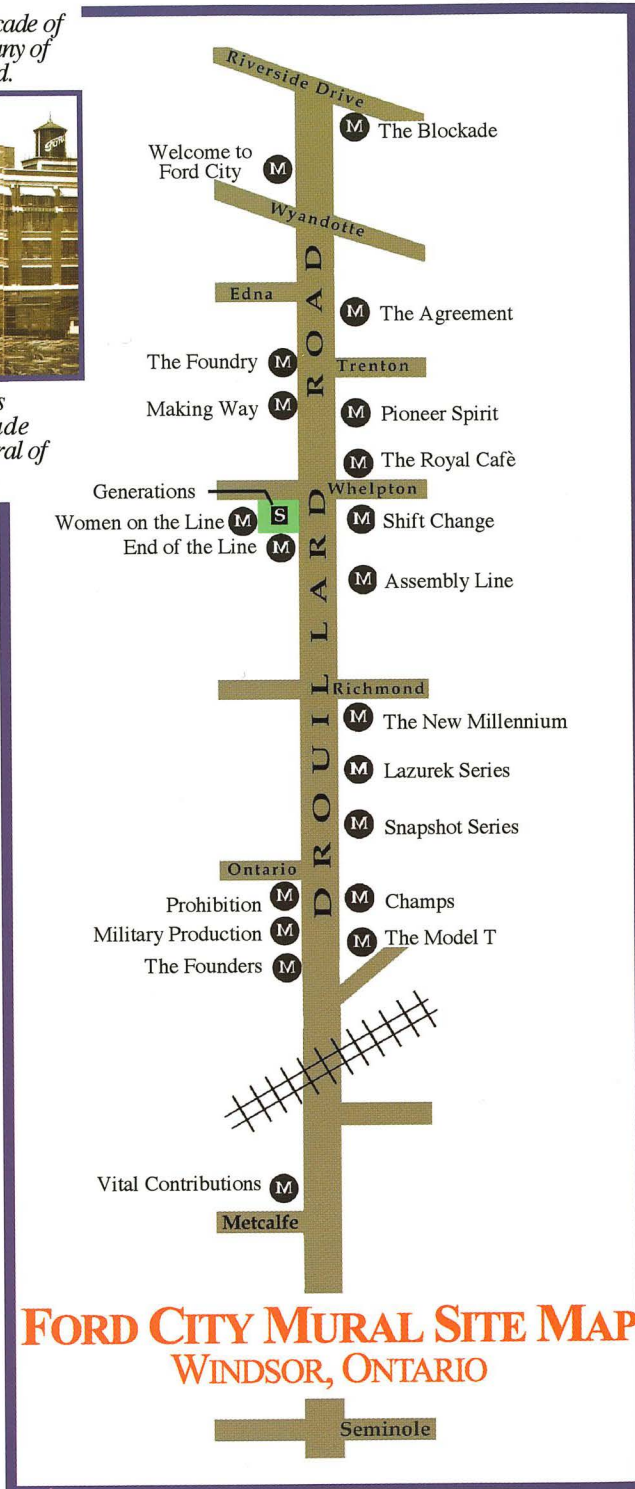 cade of
any of
d.
FORD
s
ade
ral of
Riverside Drive
M The Blockade
Welcome to
Ford City M
Wyandotte
Edna
M The Agreement
The Foundry M
Trenton
Making Way M
M Pioneer Spirit
M The Royal Cafè
Whelpton
Generations S
Women on the Line M
M Shift Change
End of the Line M
M Assembly Line
DROUILLARD ROAD
Richmond
M The New Millennium
M Lazurek Series
M Snapshot Series
Ontario
Prohibition M
M Champs
Military Production M
M The Model T
The Founders M
Vital Contributions M
Metcalfe
FORD CITY MURAL SITE MAP
WINDSOR, ONTARIO
Seminole